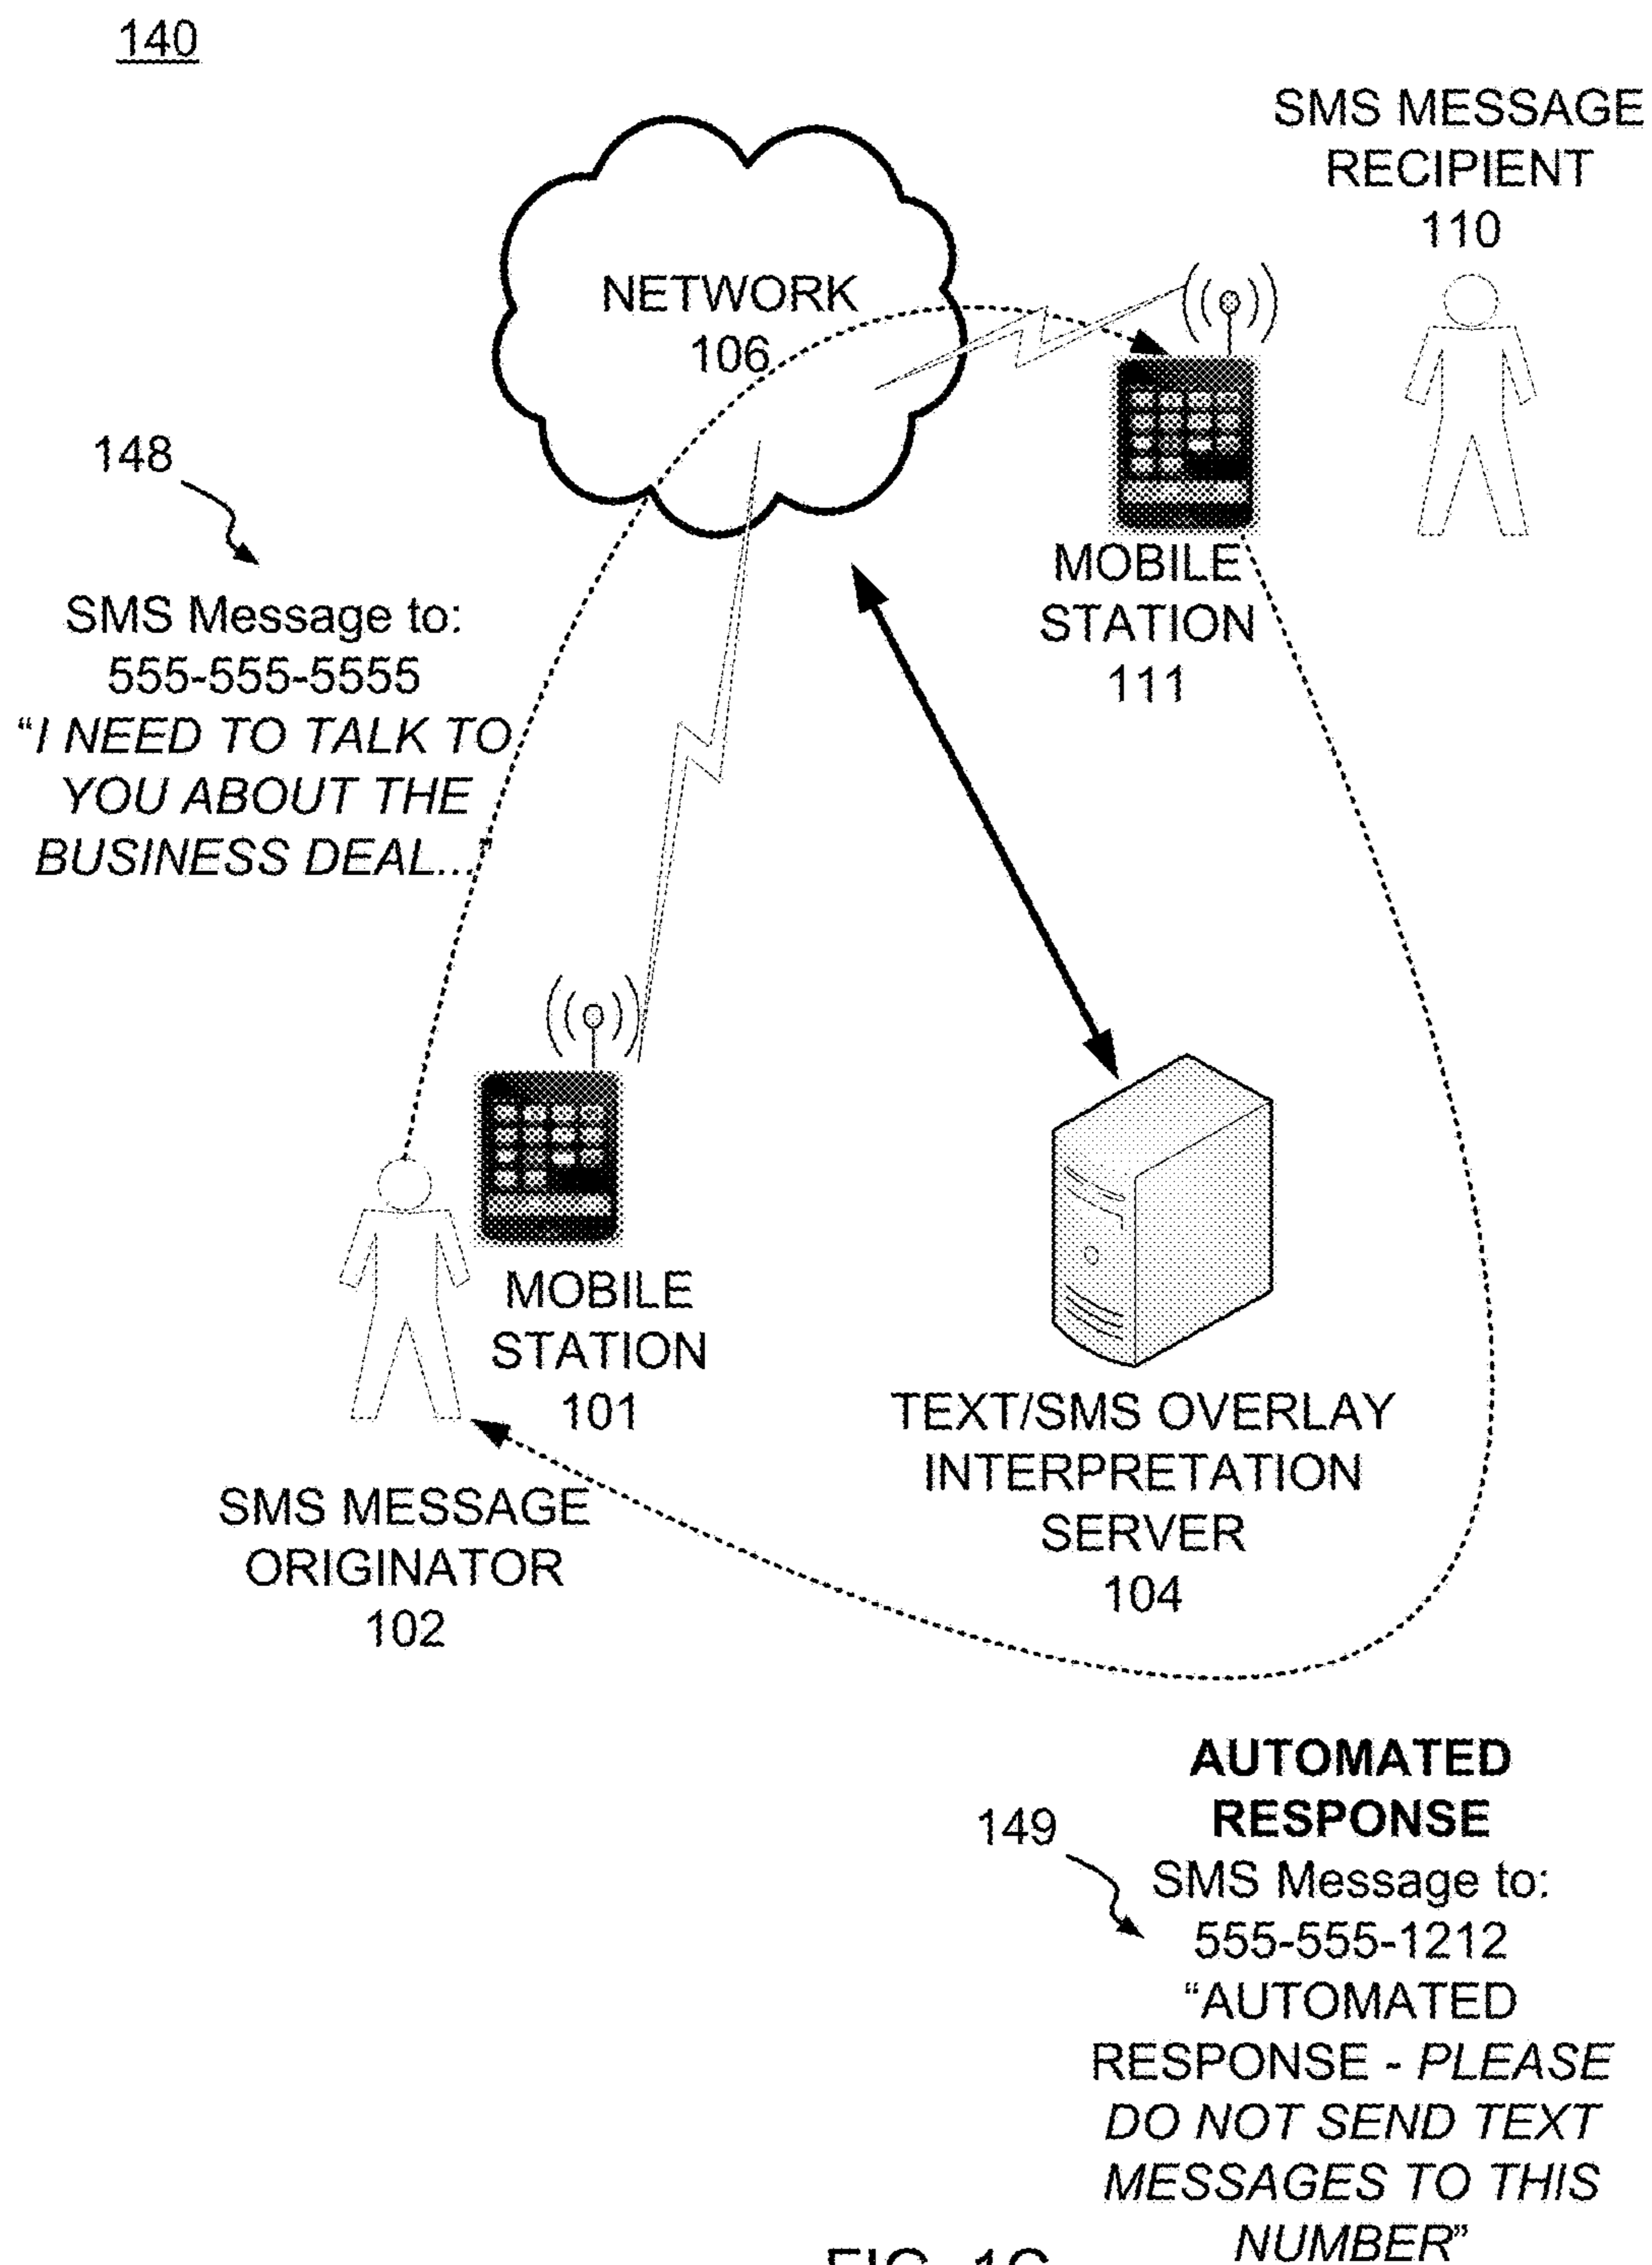 140
SMS MESSAGE
RECIPIENT
110
NETWORK
106
148
SMS Message to:
555-555-5555
“I NEED TO TALK TO
YOU ABOUT THE
BUSINESS DEAL...”
MOBILE
STATION
111
MOBILE
STATION
101
SMS MESSAGE
ORIGINATOR
102
TEXT/SMS OVERLAY
INTERPRETATION
SERVER
104
149
AUTOMATED
RESPONSE
SMS Message to:
555-555-1212
“AUTOMATED
RESPONSE - PLEASE
DO NOT SEND TEXT
MESSAGES TO THIS
NUMBER”